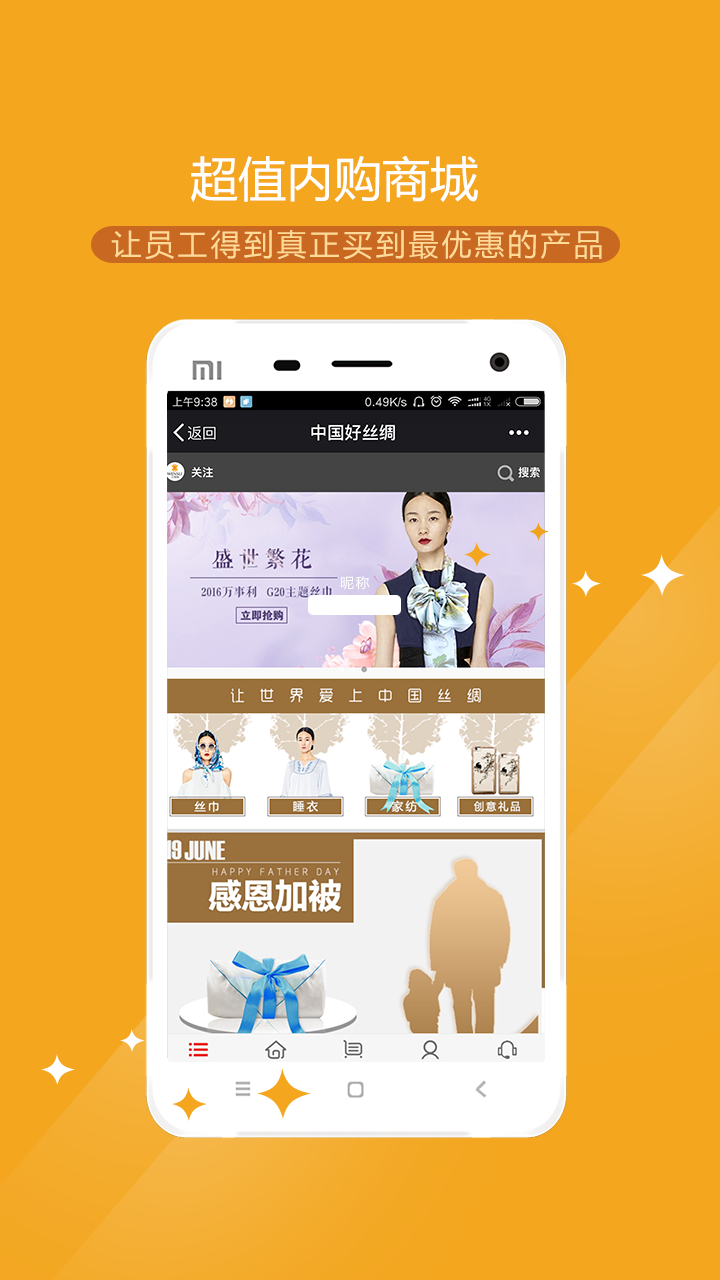 超值内购商城
让员工得到真正买到最优惠的产品
上午9:38
0.49K/s
返回
中国好丝绸
关注
搜索
盛世繁花
2016万事利 G20主题丝巾
昵称
立即抢购
让世界爱上中国丝绸
丝巾
睡衣
家纺
创意礼品
19 JUNE
HAPPY FATHER DAY
感恩加被